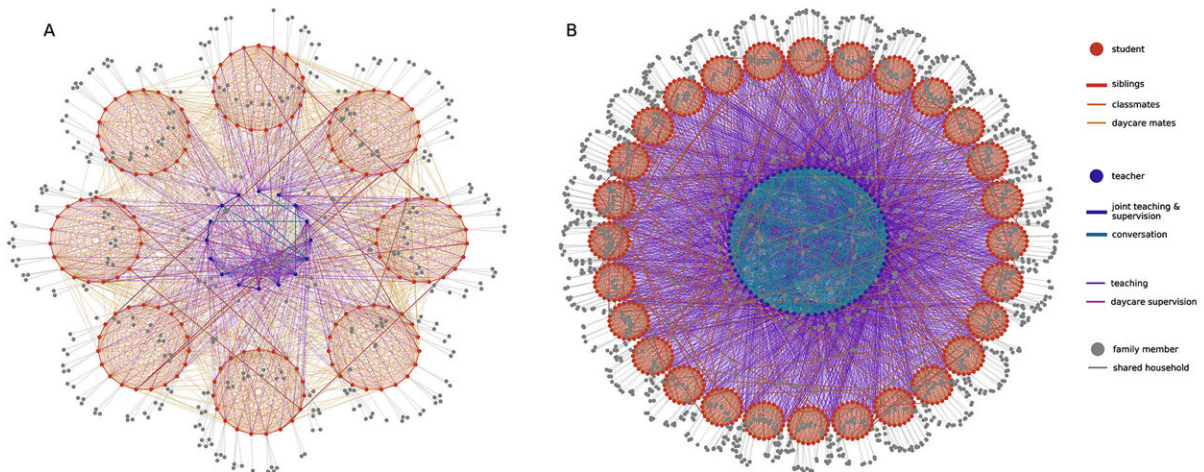 A
B
student
siblings
classmates
daycare mates
teacher
joint teaching &
supervision
conversation
teaching
daycare supervision
family member
shared household